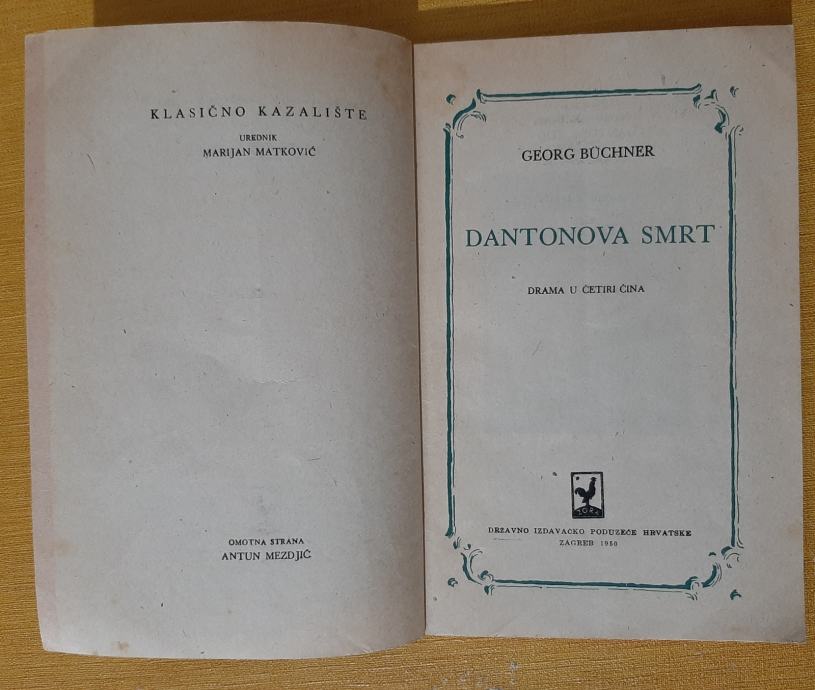 KLASIČNO KAZALIŠTE
UREDNIK
MARIJAN MATKOVIĆ
OMOTNA STRANA
ANTUN MEZDJIĆ
GEORG BÜCHNER
DANTONOVA SMRT
DRAMA U ČETIRI ČINA
ZORA
DRŽAVNO IZDAVAČKO PODUZEĆE HRVATSKE
ZAGREB 1950